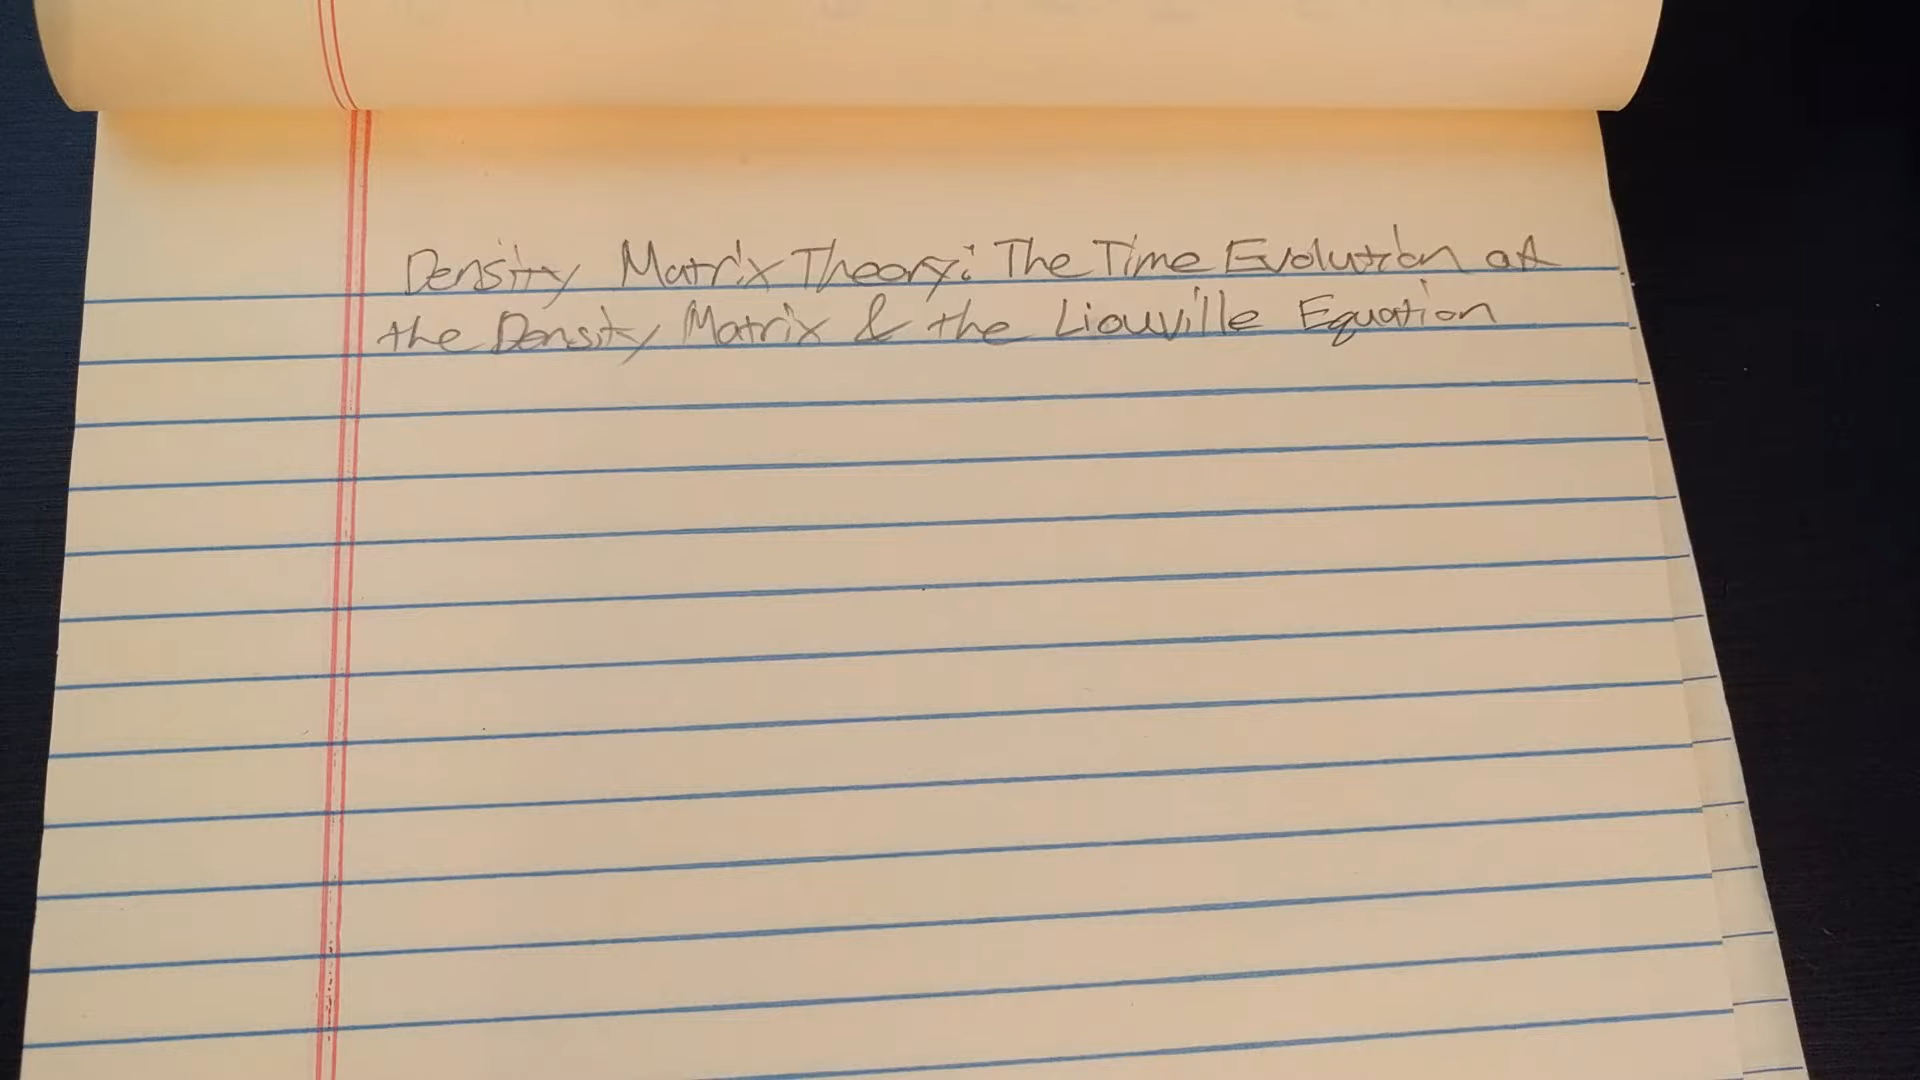 Density Matrix Theory: The Time Evolution of
the Density Matrix & the Liouville Equation